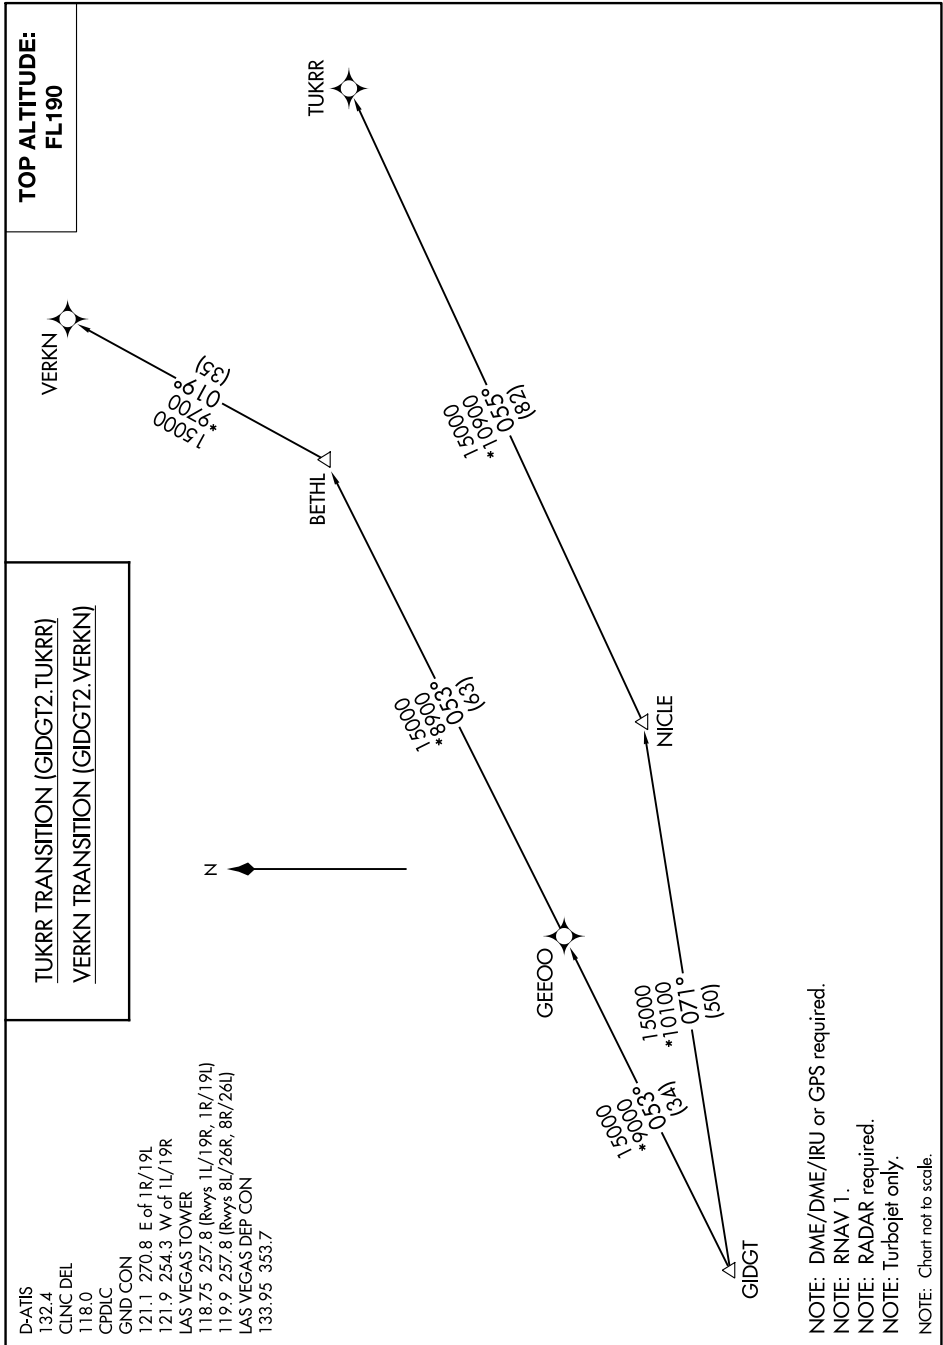 D-ATIS
132.4
CLNC DEL
118.0
CPDLC
GND CON
121.1 270.8 E of 1R/19L
121.9 254.3 W of 1L/19R
LAS VEGAS TOWER
118.75 257.8 (Rwys 1L/19R, 1R/19L)
119.9 257.8 (Rwys 8L/26R, 8R/26L)
LAS VEGAS DEP CON
133.95 353.7
TUKRR TRANSITION (GIDGT2.TUKRR)
VERKN TRANSITION (GIDGT2.VERKN)
TOP ALTITUDE:
FL190
VERKN
15000
*9700
019°
(35)
BETHL
TUKRR
15000
*10900
055°
(82)
N
15000
*8900
053°
(63)
GEEOO
NICLE
15000
*9000
053°
(34)
15000
*10100
071°
(50)
GIDGT
NOTE: DME/DME/IRU or GPS required.
NOTE: RNAV 1.
NOTE: RADAR required.
NOTE: Turbojet only.
NOTE: Chart not to scale.